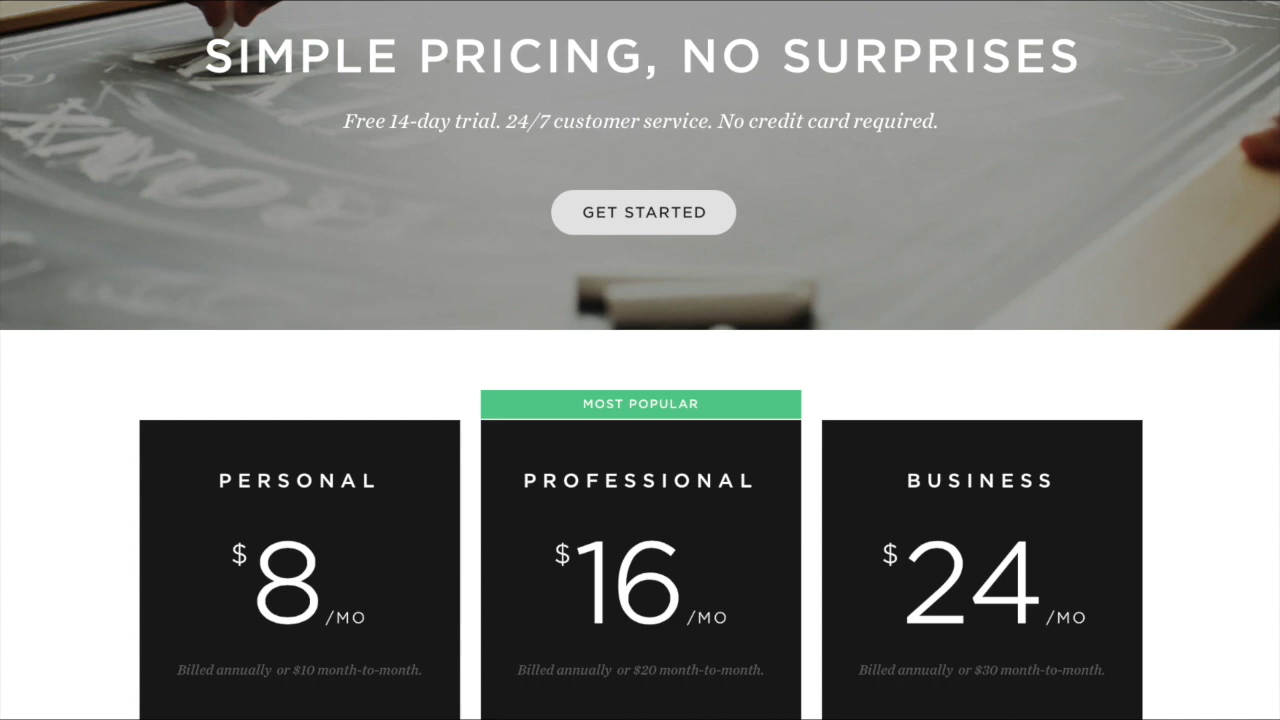 SIMPLE PRICING, NO SURPRISES
Free 14-day trial. 24/7 customer service. No credit card required.
GET STARTED
MOST POPULAR
PERSONAL
$8/MO
Billed annually or $10 month-to-month.
PROFESSIONAL
$16/MO
Billed annually or $20 month-to-month.
BUSINESS
$24/MO
Billed annually or $30 month-to-month.